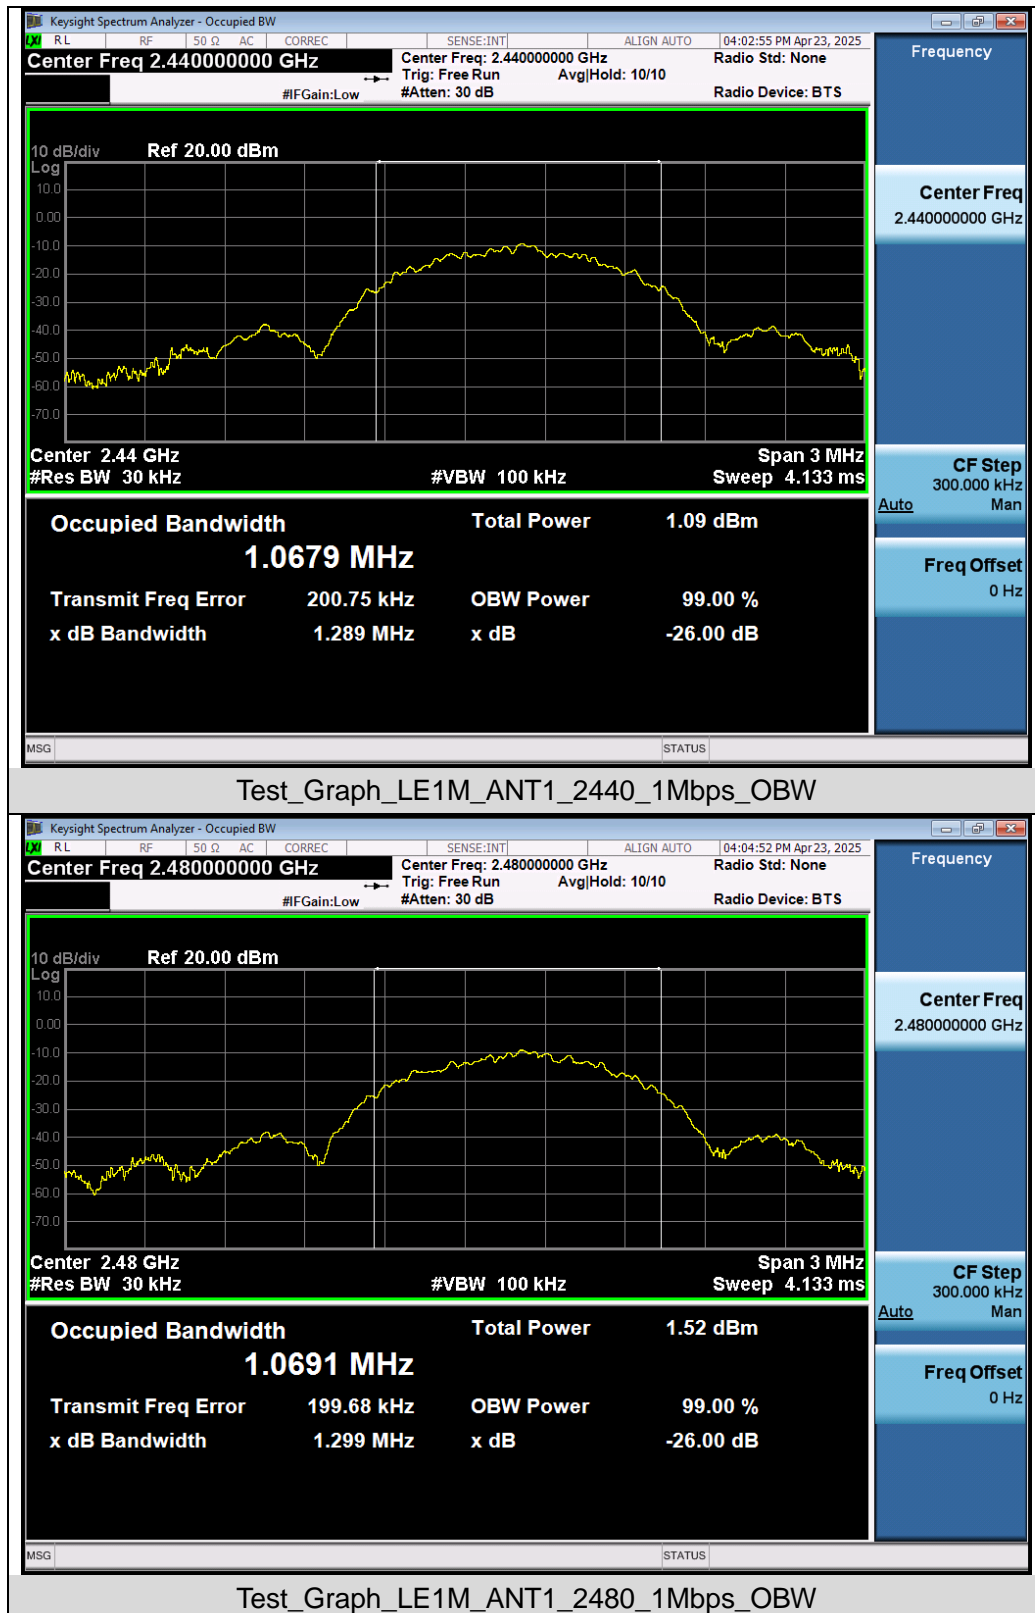 Keysight Spectrum Analyzer - Occupied BW
LXI RL RF 50 Ω AC CORREC SENSE:INT ALIGN AUTO 04:02:55 PM Apr 23, 2025
Center Freq 2.440000000 GHz Center Freq: 2.440000000 GHz Radio Std: None
Trig: Free Run Avg|Hold: 10/10
#IFGain:Low #Atten: 30 dB Radio Device: BTS
Frequency
10 dB/div Ref 20.00 dBm
Log
10.0
0.00
-10.0
-20.0
-30.0
-40.0
-50.0
-60.0
-70.0
Center 2.44 GHz Span 3 MHz
#Res BW 30 kHz #VBW 100 kHz Sweep 4.133 ms
Center Freq
2.440000000 GHz
CF Step
300.000 kHz
Auto Man
Freq Offset
0 Hz
Occupied Bandwidth Total Power 1.09 dBm
1.0679 MHz
Transmit Freq Error 200.75 kHz OBW Power 99.00 %
x dB Bandwidth 1.289 MHz x dB -26.00 dB
MSG STATUS
Test_Graph_LE1M_ANT1_2440_1Mbps_OBW
Keysight Spectrum Analyzer - Occupied BW
LXI RL RF 50 Ω AC CORREC SENSE:INT ALIGN AUTO 04:04:52 PM Apr 23, 2025
Center Freq 2.480000000 GHz Center Freq: 2.480000000 GHz Radio Std: None
Trig: Free Run Avg|Hold: 10/10
#IFGain:Low #Atten: 30 dB Radio Device: BTS
Frequency
10 dB/div Ref 20.00 dBm
Log
10.0
0.00
-10.0
-20.0
-30.0
-40.0
-50.0
-60.0
-70.0
Center 2.48 GHz Span 3 MHz
#Res BW 30 kHz #VBW 100 kHz Sweep 4.133 ms
Center Freq
2.480000000 GHz
CF Step
300.000 kHz
Auto Man
Freq Offset
0 Hz
Occupied Bandwidth Total Power 1.52 dBm
1.0691 MHz
Transmit Freq Error 199.68 kHz OBW Power 99.00 %
x dB Bandwidth 1.299 MHz x dB -26.00 dB
MSG STATUS
Test_Graph_LE1M_ANT1_2480_1Mbps_OBW